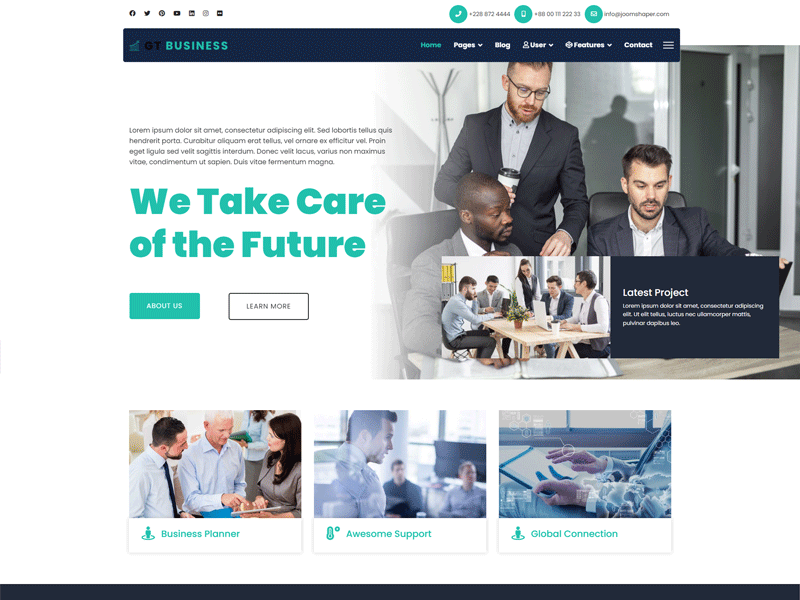 +228 872 4444 +88 00 111 222 33 info@joomshaper.com
GT BUSINESS Home Pages Blog User Features Contact
Lorem ipsum dolor sit amet, consectetur adipiscing elit. Sed lobortis tellus quis
hendrerit porta. Curabitur aliquam erat tellus, vel ornare ex efficitur vel. Proin
eget ligula sed velit sagittis interdum. Donec velit lacus, varius non maximus
vitae, condimentum ut sapien. Duis vitae fermentum magna.
We Take Care
of the Future
ABOUT US LEARN MORE
Latest Project
Lorem ipsum dolor sit amet, consectetur adipiscing
elit. Ut elit tellus, luctus nec ullamcorper mattis,
pulvinar dapibus leo.
Business Planner
Awesome Support
Global Connection